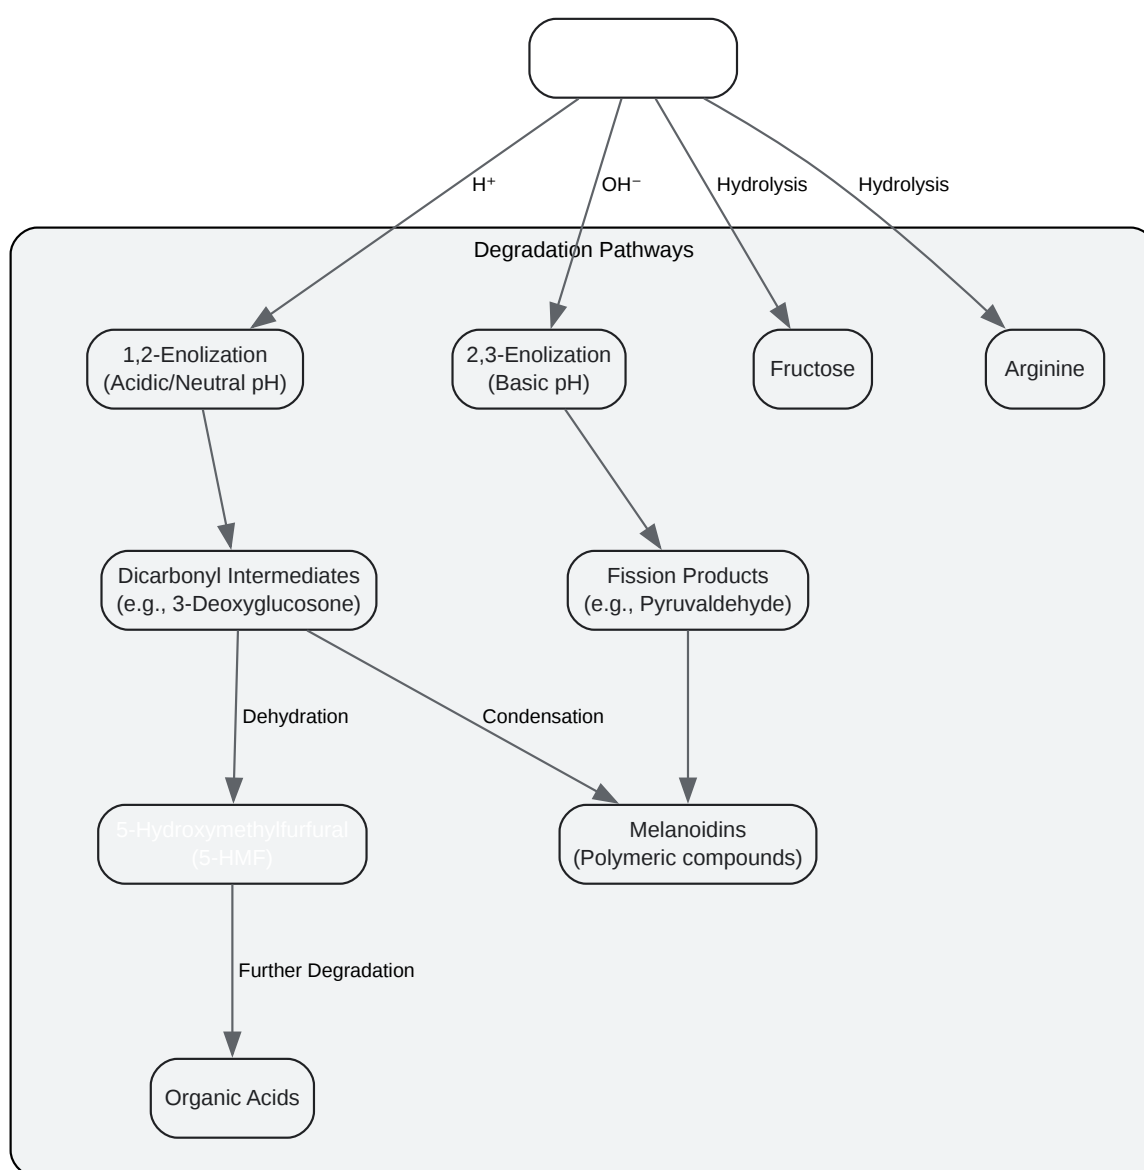 H⁺
OH⁻
Hydrolysis
Hydrolysis
Degradation Pathways
1,2-Enolization
(Acidic/Neutral pH)
2,3-Enolization
(Basic pH)
Fructose
Arginine
Dicarbonyl Intermediates
(e.g., 3-Deoxyglucosone)
Fission Products
(e.g., Pyruvaldehyde)
Dehydration
Condensation
5-Hydroxymethylfurfural
(5-HMF)
Melanoidins
(Polymeric compounds)
Further Degradation
Organic Acids